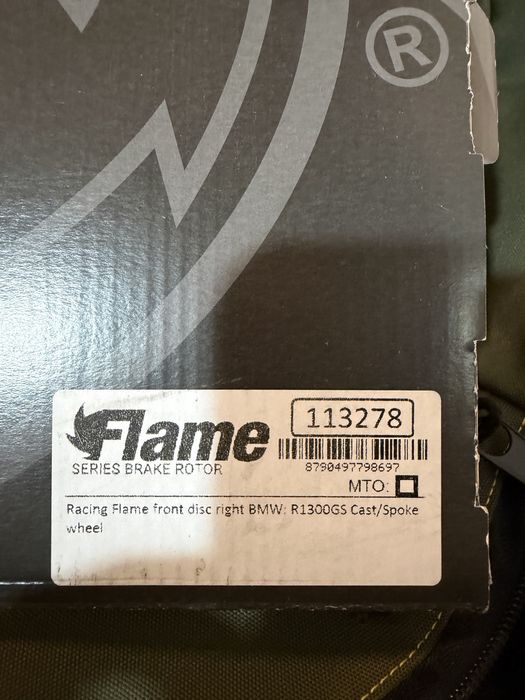 ®
Flame
SERIES BRAKE ROTOR
113278
8790497798697
MTO:
Racing Flame front disc right BMW: R1300GS Cast/Spoke
wheel